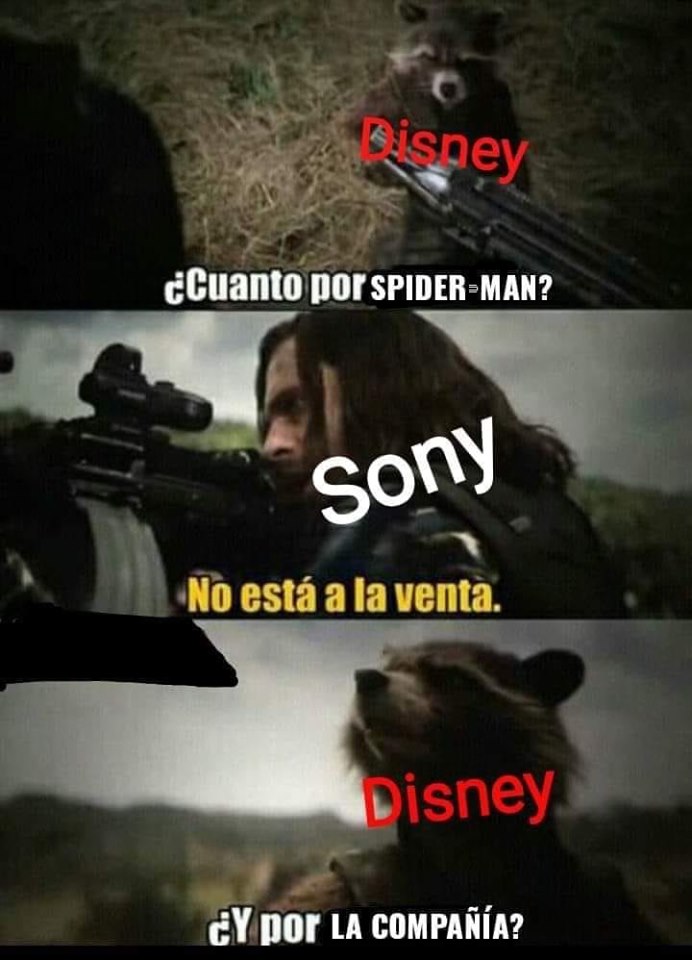 Disney
¿Cuanto por SPIDER-MAN?
Sony
No está a la venta.
Disney
¿Y por LA COMPAÑÍA?